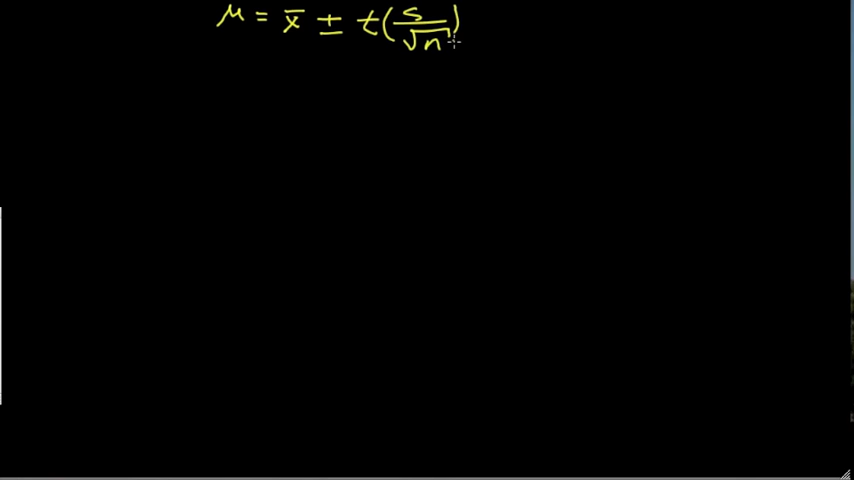 μ = x̄ ± t(s/√n)